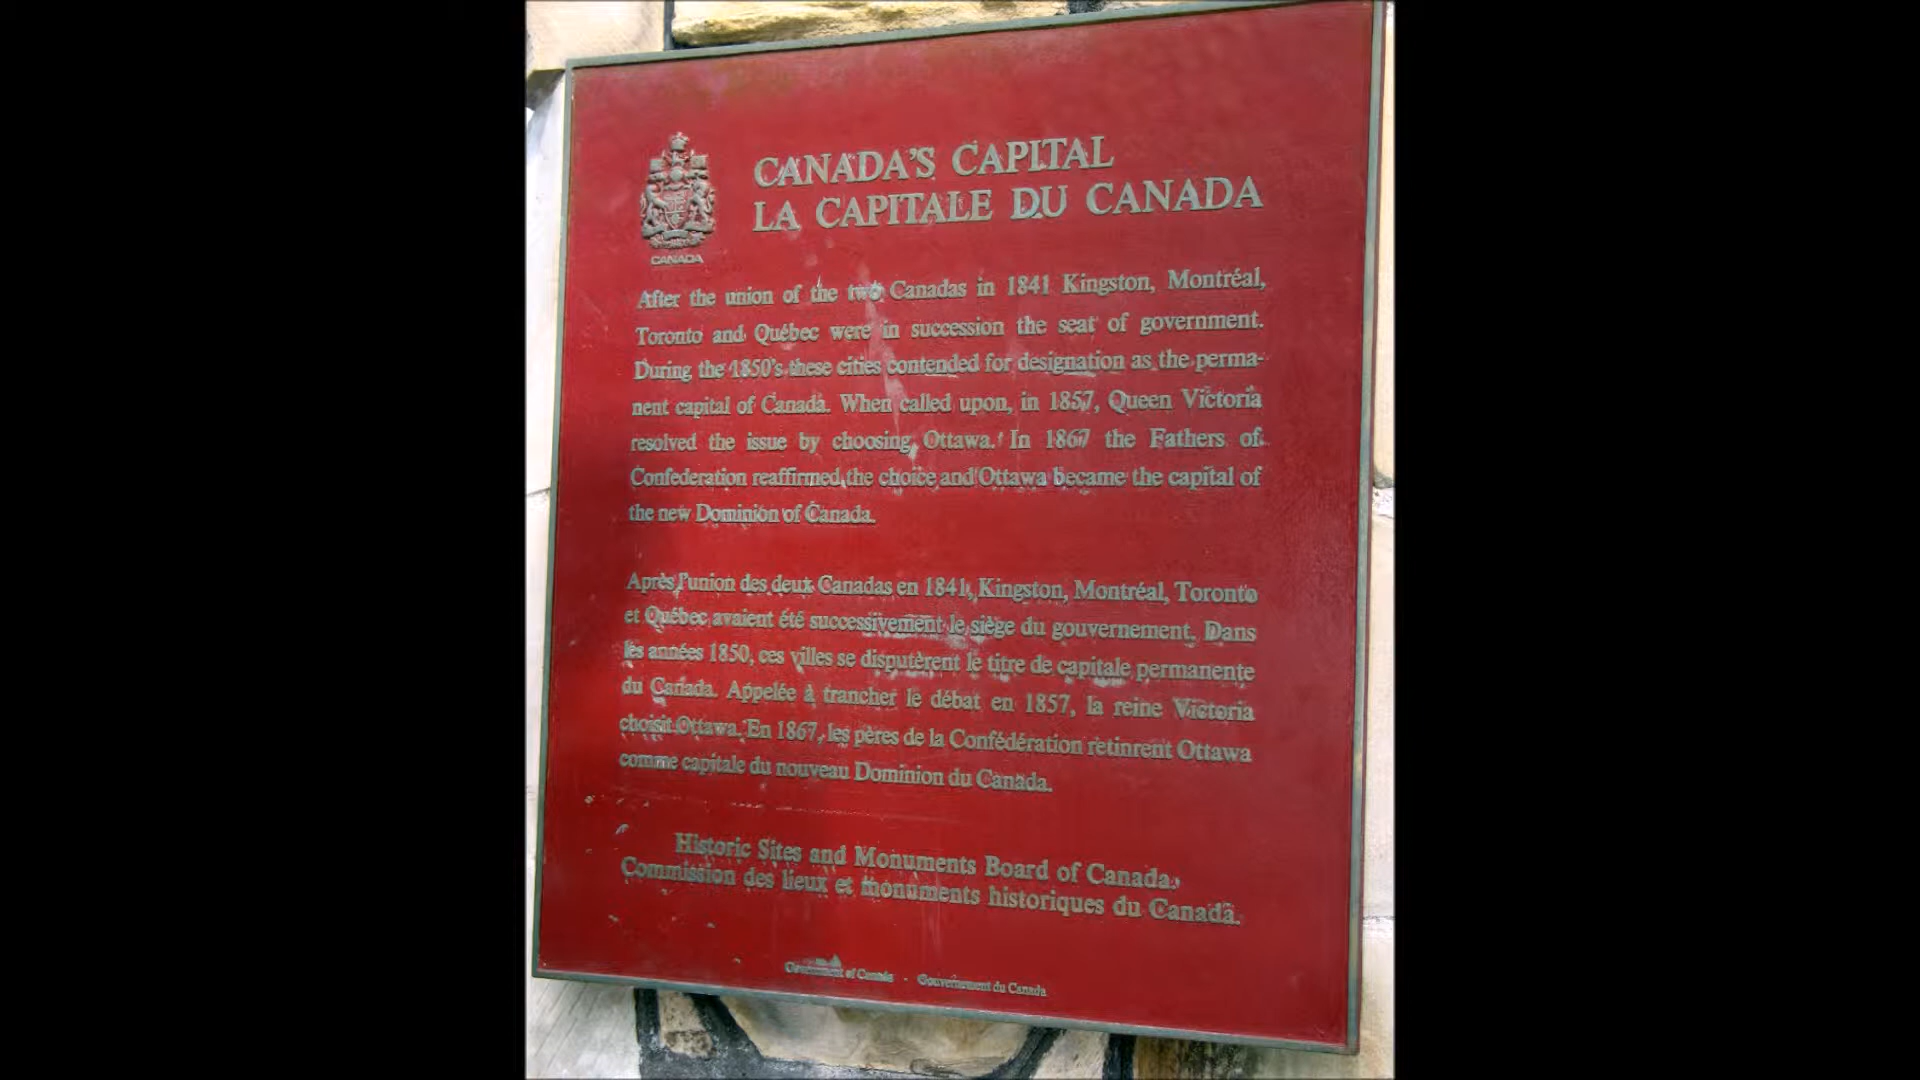 CANADA'S CAPITAL
LA CAPITALE DU CANADA
CANADA
After the union of the two Canadas in 1841 Kingston, Montréal,
Toronto and Québec were in succession the seat of government.
During the 1850's these cities contended for designation as the perma-
nent capital of Canada. When called upon, in 1857, Queen Victoria
resolved the issue by choosing Ottawa. In 1867 the Fathers of
Confederation reaffirmed the choice and Ottawa became the capital of
the new Dominion of Canada.
Après l'union des deux Canadas en 1841, Kingston, Montréal, Toronto
et Québec avaient été successivement le siège du gouvernement. Dans
les années 1850, ces villes se disputèrent le titre de capitale permanente
du Canada. Appelée à trancher le débat en 1857, la reine Victoria
choisit Ottawa. En 1867, les pères de la Confédération retinrent Ottawa
comme capitale du nouveau Dominion du Canada.
Historic Sites and Monuments Board of Canada.
Commission des lieux et monuments historiques du Canada.
Government of Canada - Gouvernement du Canada